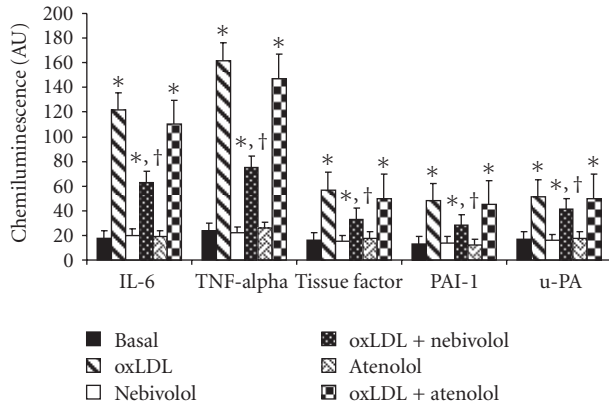 Chemiluminescence (AU)
200
180
160
140
120
100
80
60
40
20
0
* * *, † *
* * *, † *
* * *, † *
* * *, † *
* * *, † *
IL-6 TNF-alpha Tissue factor PAI-1 u-PA
Basal
oxLDL
Nebivolol
oxLDL + nebivolol
Atenolol
oxLDL + atenolol